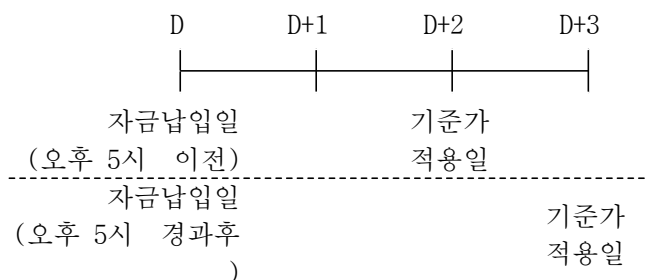 D D+1 D+2 D+3
자금납입일 기준가
(오후 5시 이전) 적용일
자금납입일
(오후 5시 경과후
)
기준가
적용일